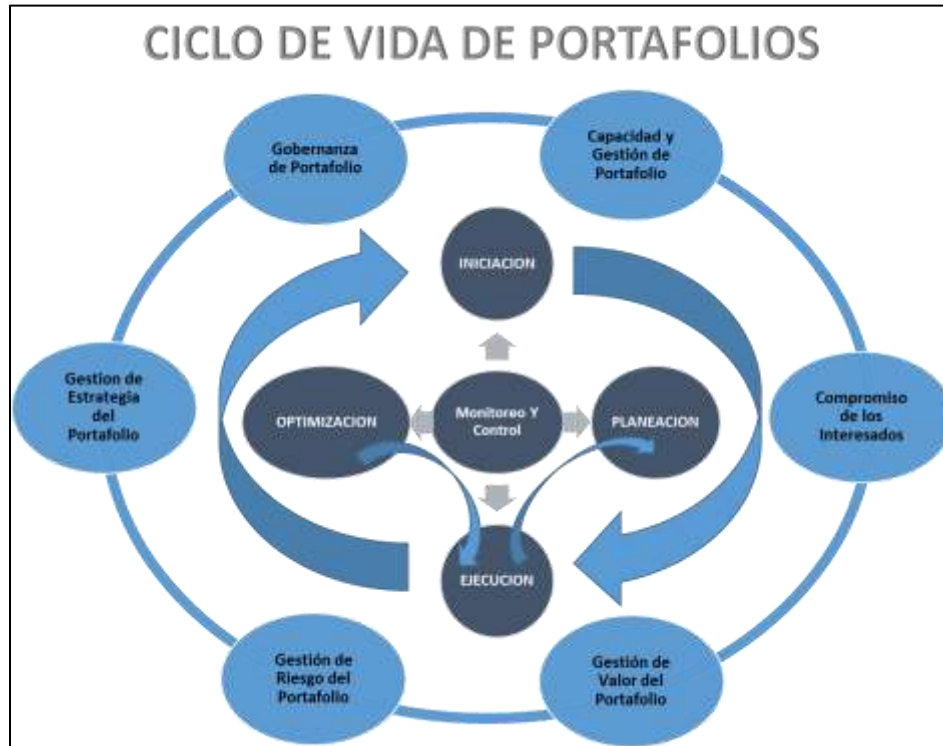 CICLO DE VIDA DE PORTAFOLIOS
Gobernanza
de Portafolio
Capacidad y
Gestión de
Portafolio
INICIACION
Gestion de
Estrategia
del
Portafolio
OPTIMIZACION
Monitoreo Y
Control
PLANEACION
Compromiso
de los
Interesados
EJECUCION
Gestión de
Riesgo del
Portafolio
Gestión de
Valor del
Portafolio